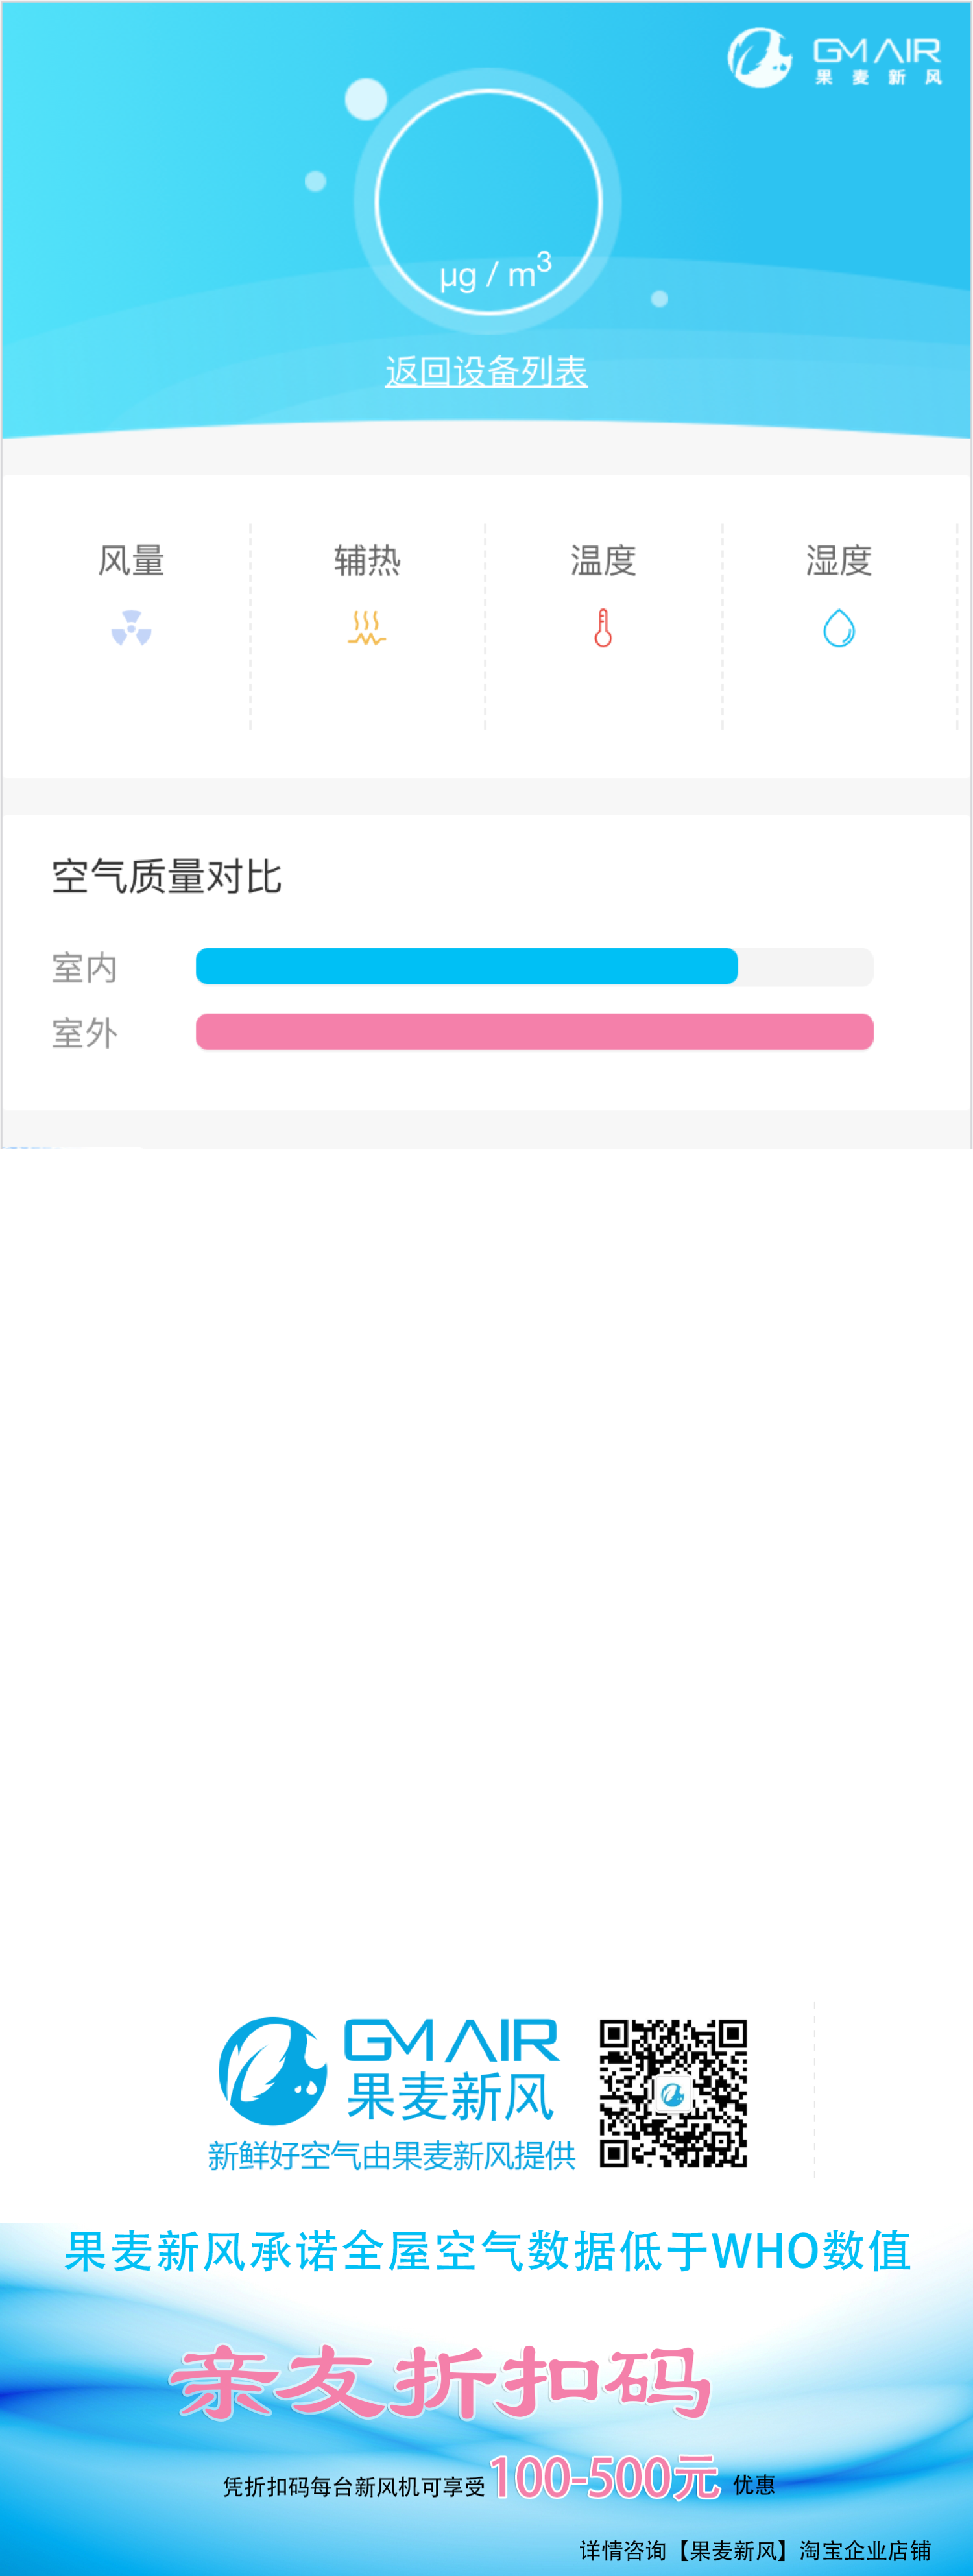 GMAIR
果麦新风
μg / m³
返回设备列表
风量 辅热 温度 湿度
空气质量对比
室内
室外
GMAIR
果麦新风
新鲜好空气由果麦新风提供
果麦新风承诺全屋空气数据低于WHO数值
亲友折扣码
凭折扣码每台新风机可享受100-500元 优惠
详情咨询【果麦新风】淘宝企业店铺